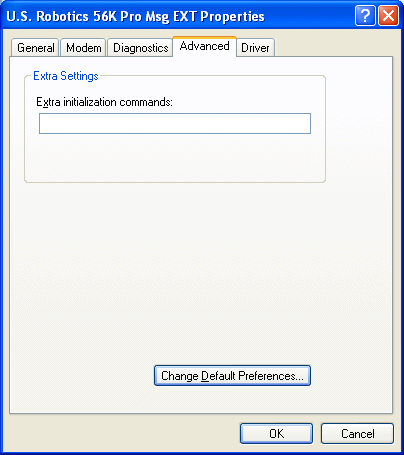 U.S. Robotics 56K Pro Msg EXT Properties
General Modem Diagnostics Advanced Driver
Extra Settings
Extra initialization commands:
Change Default Preferences...
OK Cancel